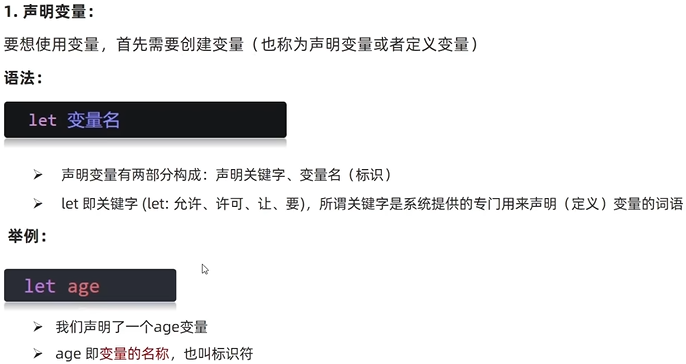 1. 声明变量：
要想使用变量，首先需要创建变量（也称为声明变量或者定义变量）
语法：
let 变量名
➢ 声明变量有两部分构成：声明关键字、变量名（标识）
➢ let 即关键字 (let: 允许、许可、让、要)，所谓关键字是系统提供的专门用来声明（定义）变量的词语
举例：
let age
➢ 我们声明了一个age变量
➢ age 即变量的名称，也叫标识符